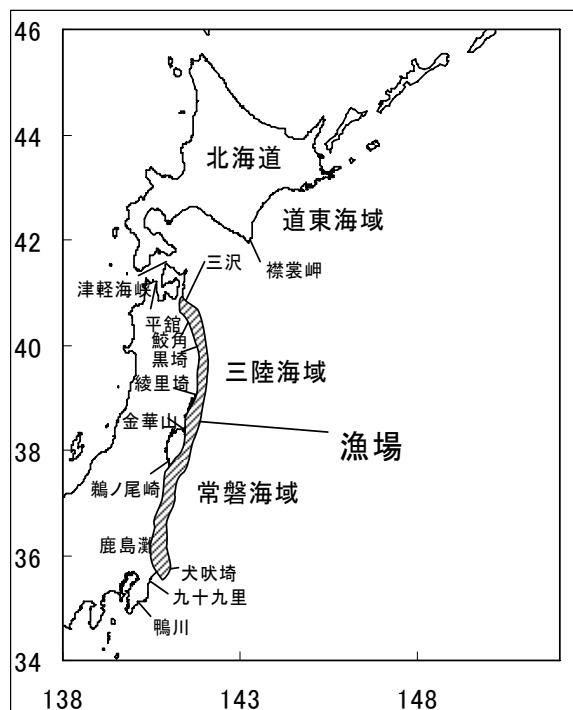 46
44
42
40
38
36
34
138
143
148
北海道
道東海域
襟裳岬
三沢
津軽海峡
平舘
鮫角
黒埼
三陸海域
綾里埼
金華山
漁場
鵜ノ尾崎
常磐海域
鹿島灘
犬吠埼
九十九里
鴨川